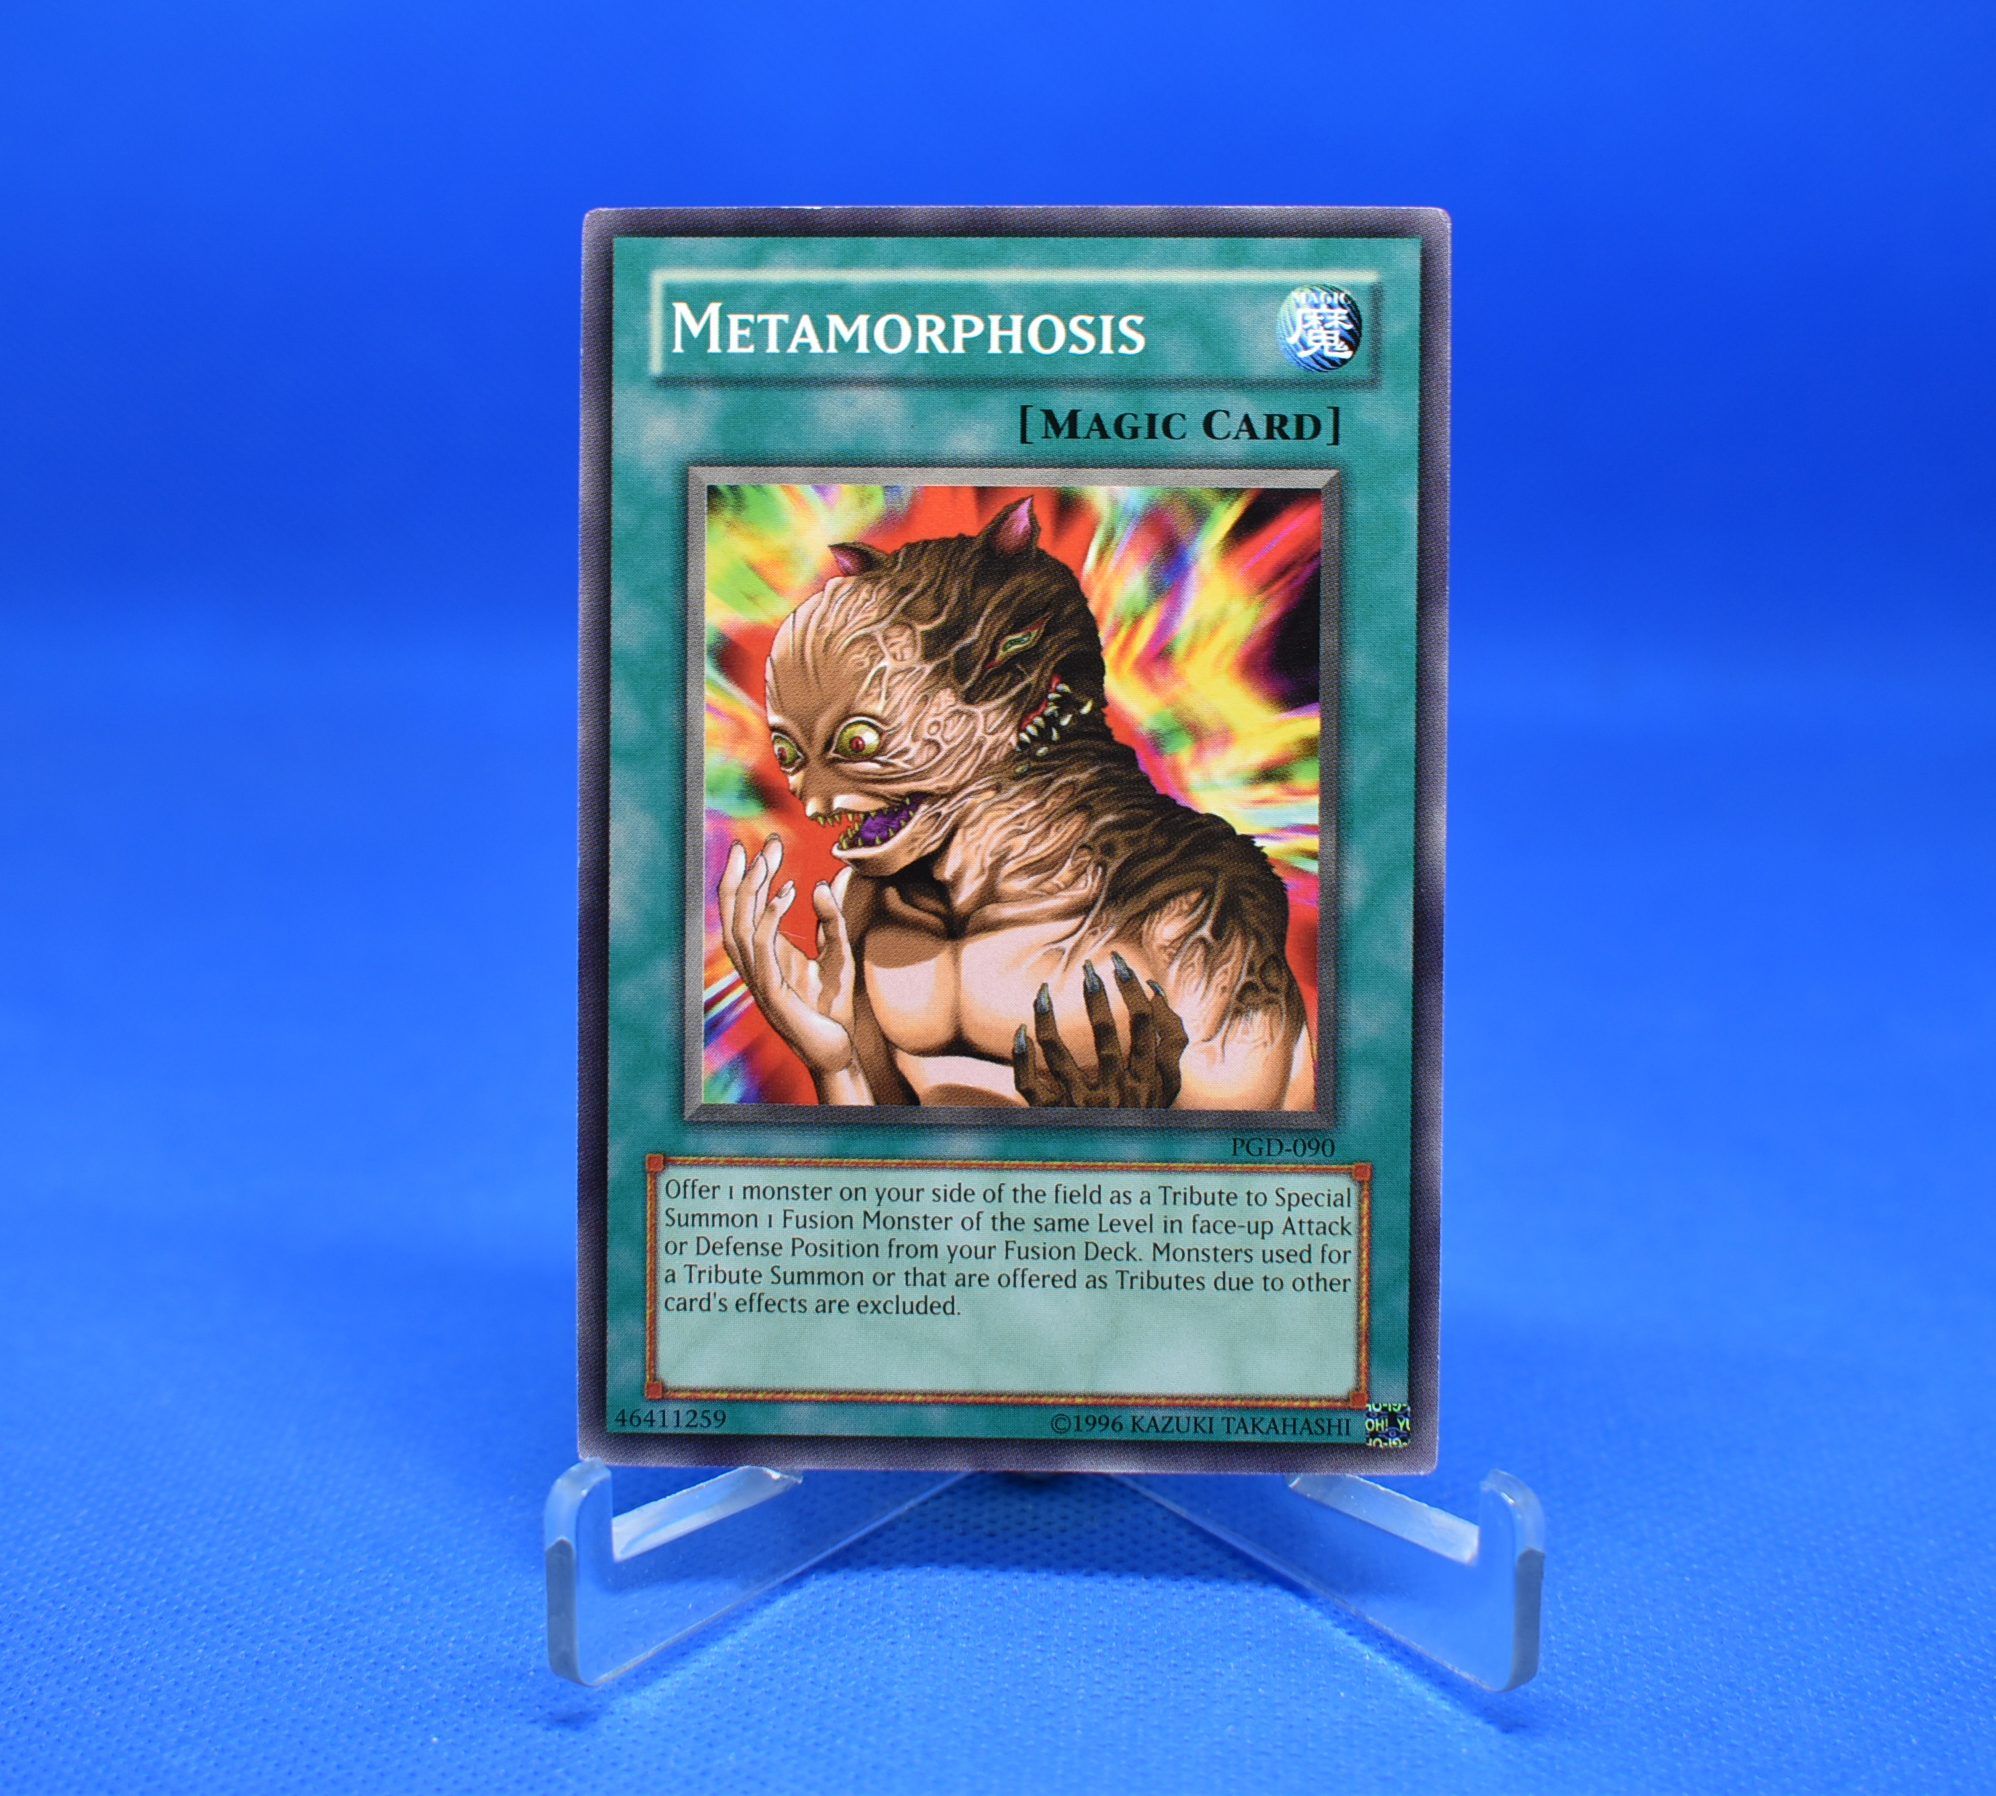 METAMORPHOSIS
MAGIC
魔
[MAGIC CARD]
PGD-090
Offer 1 monster on your side of the field as a Tribute to Special
Summon 1 Fusion Monster of the same Level in face-up Attack
or Defense Position from your Fusion Deck. Monsters used for
a Tribute Summon or that are offered as Tributes due to other
card's effects are excluded.
46411259
©1996 KAZUKI TAKAHASHI
OH! YU